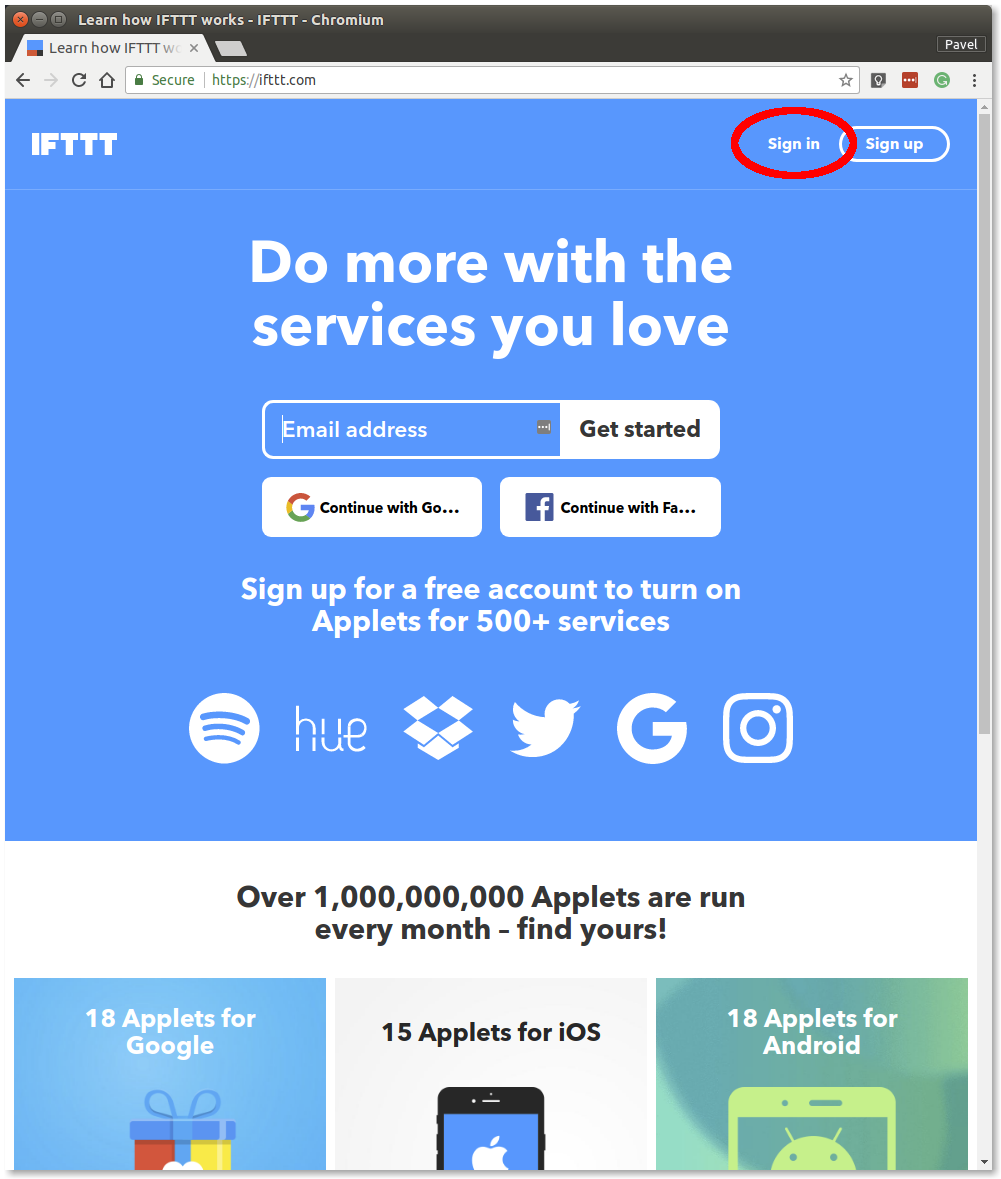 Learn how IFTTT works - IFTTT - Chromium
Learn how IFTTT wo
Pavel
Secure
https://ifttt.com
IFTTT
Sign in
Sign up
Do more with the
services you love
Email address
Get started
Continue with Go...
Continue with Fa...
Sign up for a free account to turn on
Applets for 500+ services
hue
Over 1,000,000,000 Applets are run
every month – find yours!
18 Applets for
Google
15 Applets for iOS
18 Applets for
Android